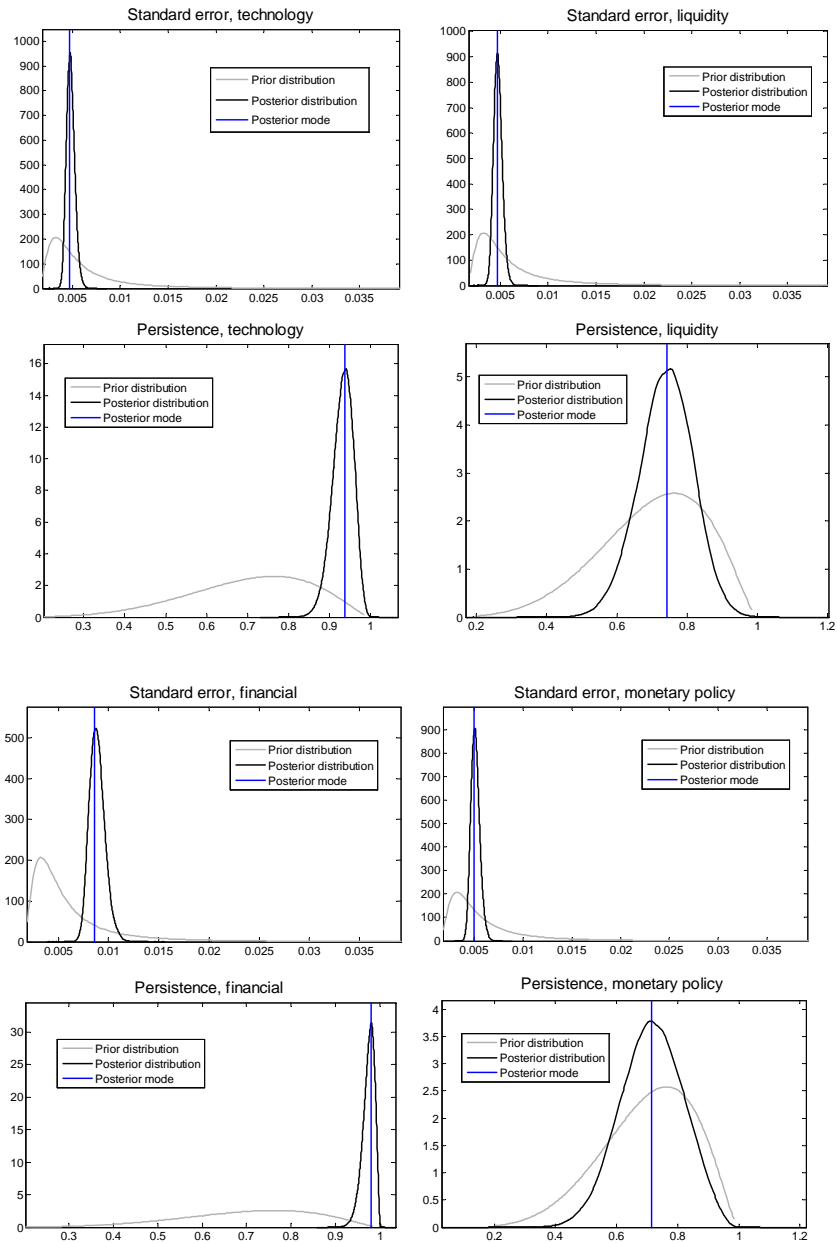 Standard error, technology
1000
900
800
700
600
500
400
300
200
100
0
0.005 0.01 0.015 0.02 0.025 0.03 0.035
Prior distribution
Posterior distribution
Posterior mode
Standard error, liquidity
1000
900
800
700
600
500
400
300
200
100
0
0.005 0.01 0.015 0.02 0.025 0.03 0.035
Prior distribution
Posterior distribution
Posterior mode
Persistence, technology
16
14
12
10
8
6
4
2
0
0.3 0.4 0.5 0.6 0.7 0.8 0.9 1
Prior distribution
Posterior distribution
Posterior mode
Persistence, liquidity
5
4
3
2
1
0
0.2 0.4 0.6 0.8 1 1.2
Prior distribution
Posterior distribution
Posterior mode
Standard error, financial
500
400
300
200
100
0
0.005 0.01 0.015 0.02 0.025 0.03 0.035
Prior distribution
Posterior distribution
Posterior mode
Standard error, monetary policy
900
800
700
600
500
400
300
200
100
0
0.005 0.01 0.015 0.02 0.025 0.03 0.035
Prior distribution
Posterior distribution
Posterior mode
Persistence, financial
30
25
20
15
10
5
0
0.3 0.4 0.5 0.6 0.7 0.8 0.9 1
Prior distribution
Posterior distribution
Posterior mode
Persistence, monetary policy
4
3.5
3
2.5
2
1.5
1
0.5
0
0 0.2 0.4 0.6 0.8 1 1.2
Prior distribution
Posterior distribution
Posterior mode